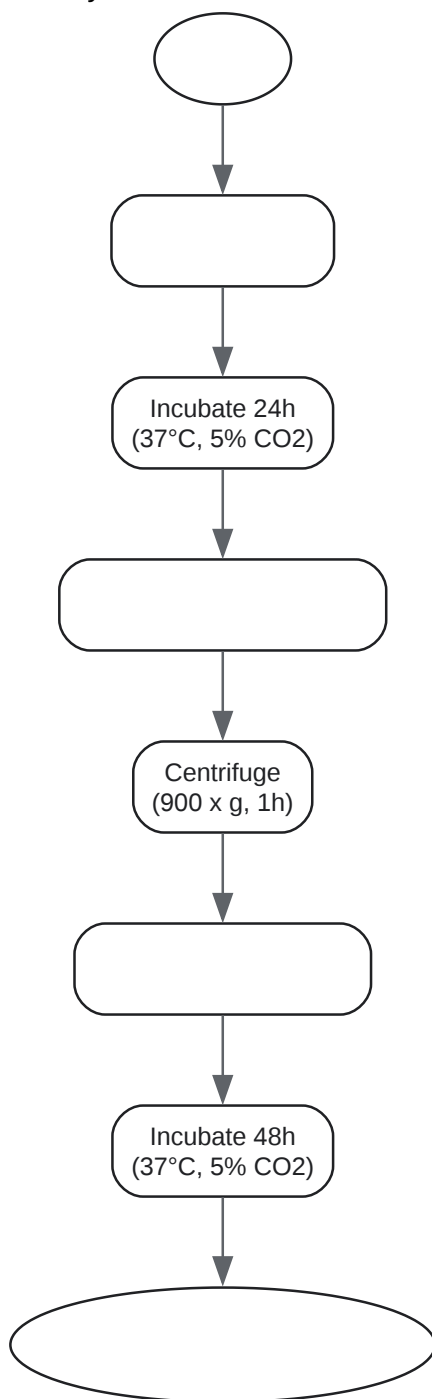 Incubate 24h
(37°C, 5% CO2)
Centrifuge
(900 x g, 1h)
Incubate 48h
(37°C, 5% CO2)